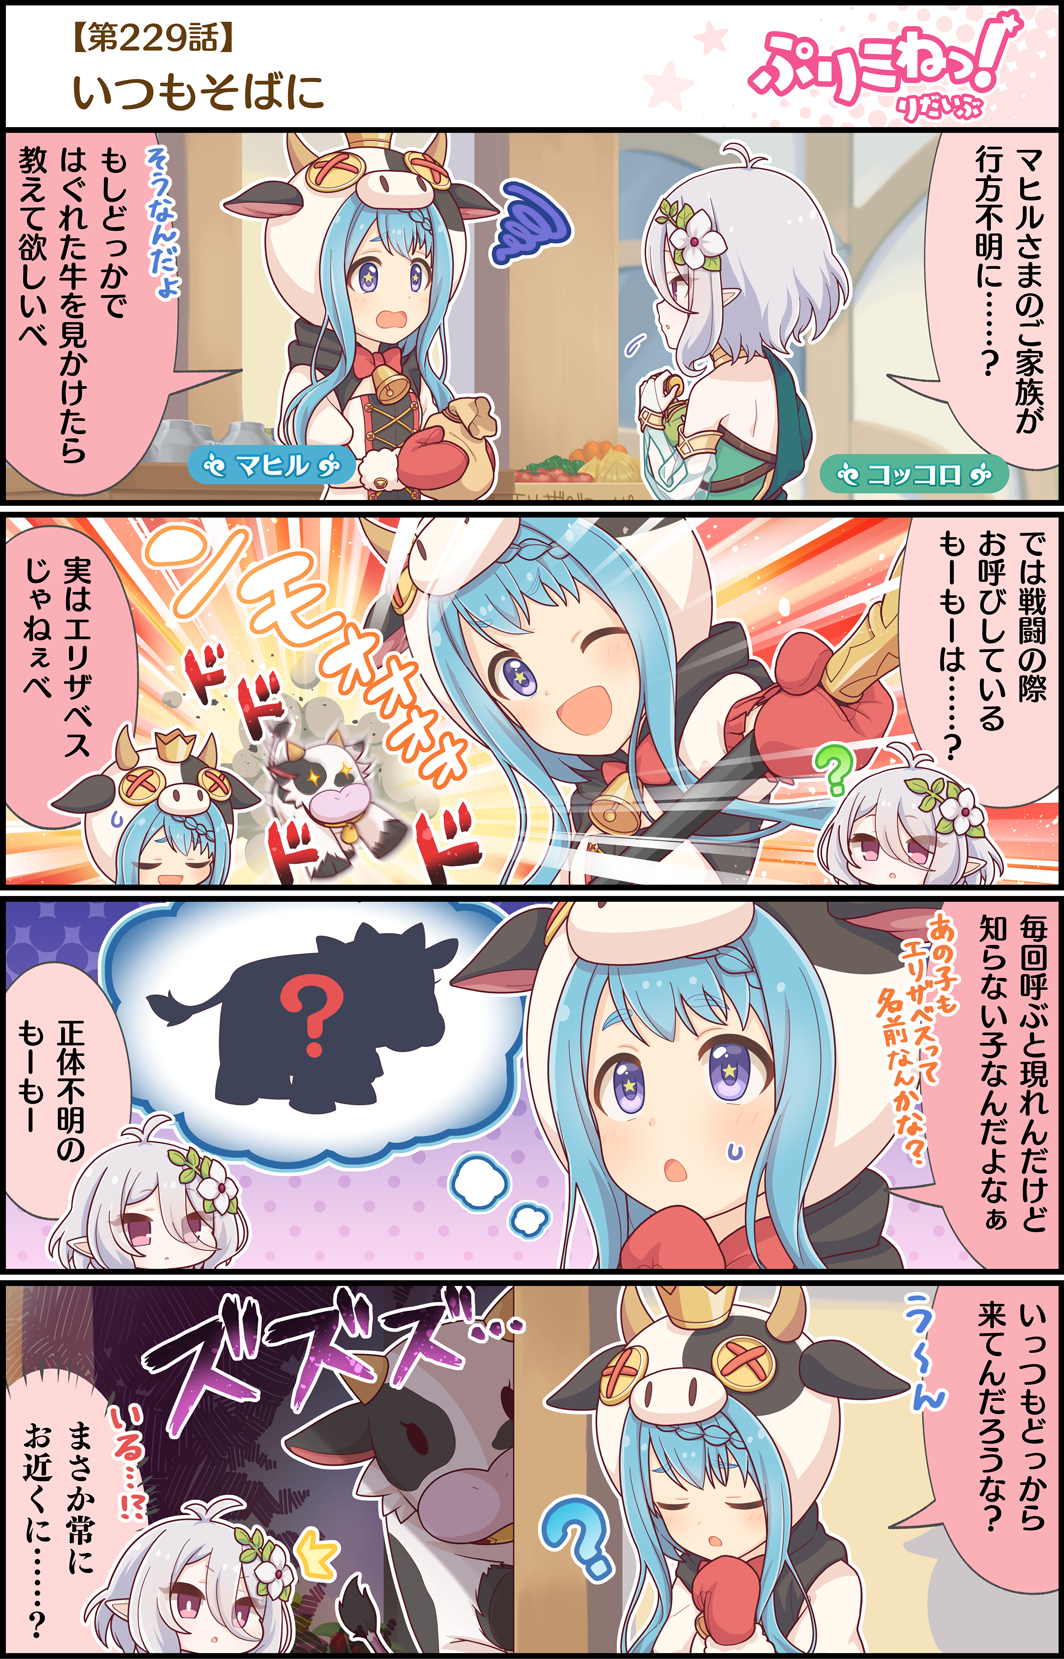 【第229話】
いつもそばに
ぷりこねっ!
りだいぶ
マヒルさまのご家族が
行方不明に……?
そうなんだよ
もしどっかで
はぐれた牛を見かけたら
教えて欲しいべ
マヒル
コッコロ
では戦闘の際
お呼びしている
もーもーは……?
?
ンモォォォォォ
ドドドド
実はエリザベス
じゃねぇべ
毎回呼ぶと現れんだけど
知らない子なんだよなぁ
あの子も
エリザベスって
名前なんかな?
?
正体不明の
もーもー
いっつもどっから
来てんだろうな?
う〜ん
?
ズズズ…
いる…!?
まさか常に
お近くに……?